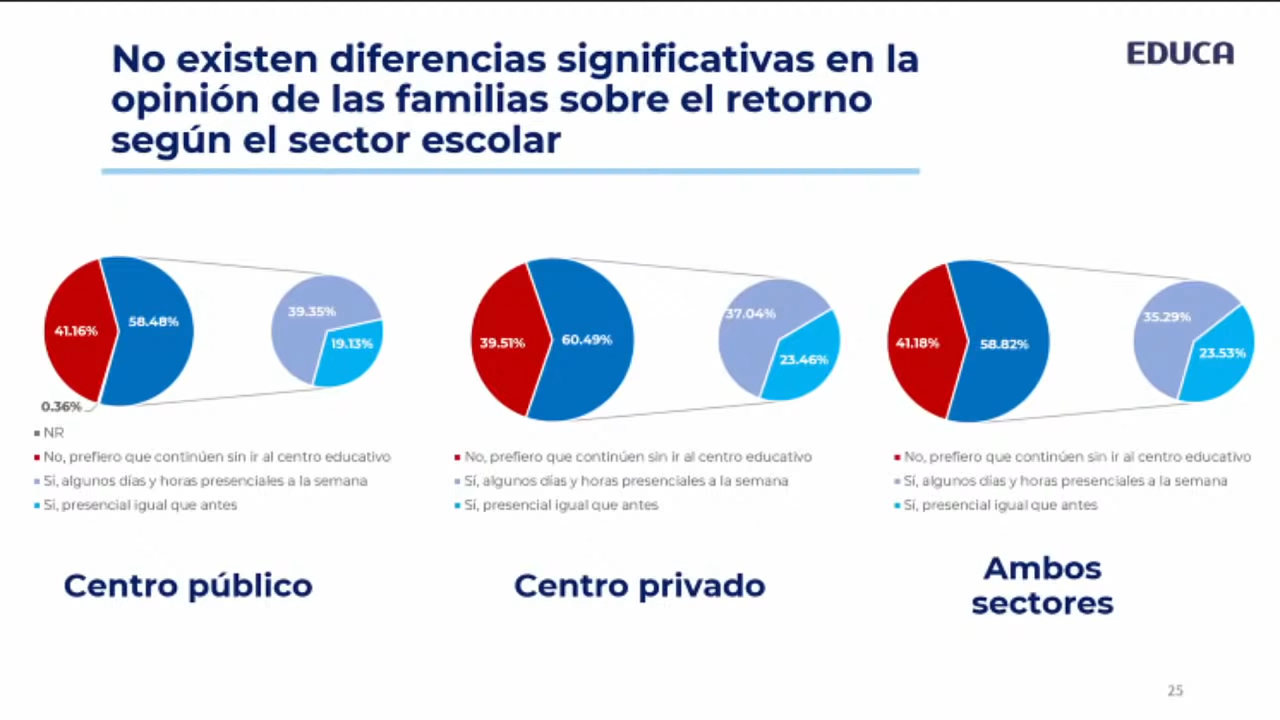 No existen diferencias significativas en la
opinión de las familias sobre el retorno
según el sector escolar
EDUCA
41.16%
58.48%
0.36%
39.35%
19.13%
NR
No, prefiero que continúen sin ir al centro educativo
Si, algunos días y horas presenciales a la semana
Si, presencial igual que antes
Centro público
39.51%
60.49%
37.04%
23.46%
No, prefiero que continúen sin ir al centro educativo
Sí, algunos días y horas presenciales a la semana
Sí, presencial igual que antes
Centro privado
41.18%
58.82%
35.29%
23.53%
No, prefiero que continúen sin ir al centro educativo
Sí, algunos días y horas presenciales a la semana
Sí, presencial igual que antes
Ambos
sectores
25